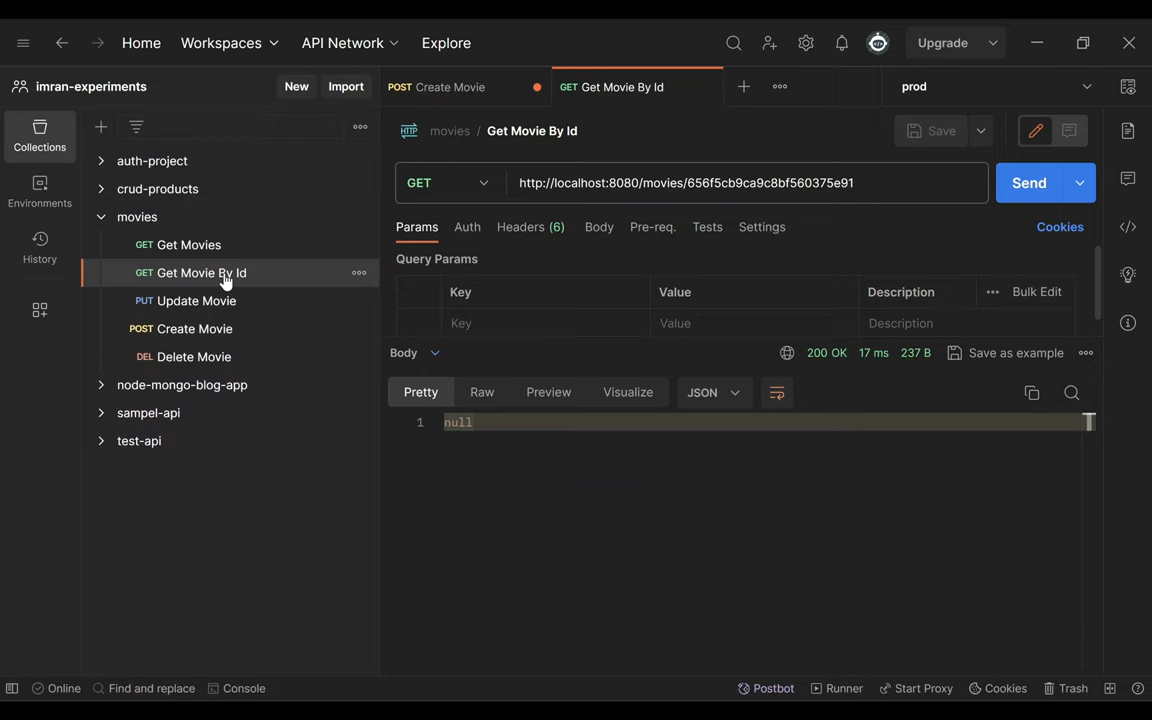 Home Workspaces API Network Explore Upgrade
imran-experiments New Import POST Create Movie GET Get Movie By Id prod
Collections
Environments
History
auth-project
crud-products
movies
GET Get Movies
GET Get Movie By Id
PUT Update Movie
POST Create Movie
DEL Delete Movie
node-mongo-blog-app
sampel-api
test-api
HTTP movies / Get Movie By Id Save
GET http://localhost:8080/movies/656f5cb9ca9c8bf560375e91 Send
Params Auth Headers (6) Body Pre-req. Tests Settings Cookies
Query Params
Key Value Description Bulk Edit
Key Value Description
Body 200 OK 17 ms 237 B Save as example
Pretty Raw Preview Visualize JSON
1 null
Online Find and replace Console Postbot Runner Start Proxy Cookies Trash